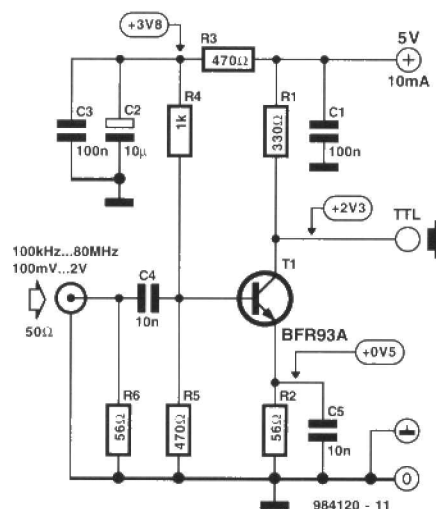 +3V8
R3
470Ω
5V
10mA
R4
1k
R1
330Ω
C3
100n
C2
10µ
C1
100n
+2V3
TTL
100kHz...80MHz
100mV...2V
50Ω
C4
10n
T1
BFR93A
+0V5
R6
56Ω
R5
470Ω
R2
56Ω
C5
10n
0
984120 - 11